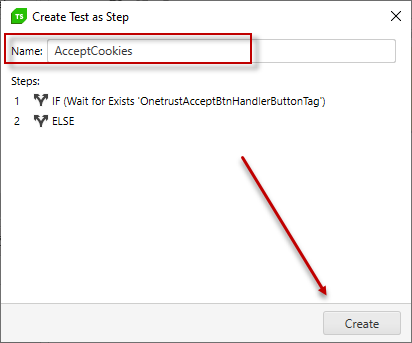 TS Create Test as Step
Name: AcceptCookies
Steps:
1 IF (Wait for Exists 'OnetrustAcceptBtnHandlerButtonTag')
2 ELSE
Create